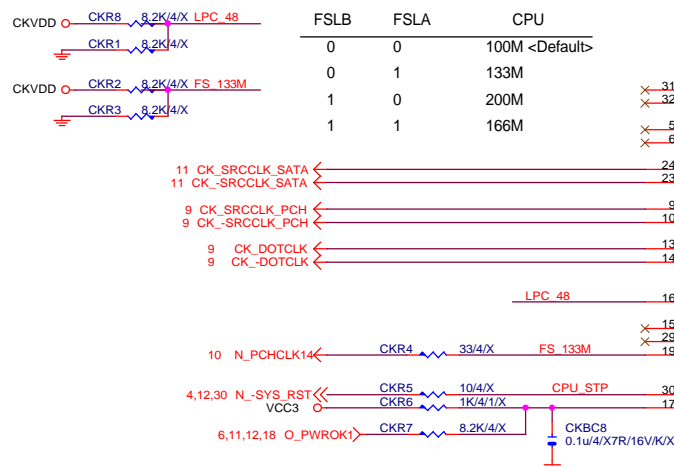 CKVDD CKR8 8.2K/4/X LPC_48
CKR1 8.2K/4/X
CKVDD CKR2 8.2K/4/X FS_133M
CKR3 8.2K/4/X
FSLB FSLA CPU
0 0 100M <Default>
0 1 133M
1 0 200M
1 1 166M
31
32
5
6
11 CK_SRCCLK_SATA 24
11 CK_-SRCCLK_SATA 23
9 CK_SRCCLK_PCH 9
9 CK_-SRCCLK_PCH 10
9 CK_DOTCLK 13
9 CK_-DOTCLK 14
LPC_48 16
15
29
10 N_PCHCLK14 CKR4 33/4/X FS_133M 19
4,12,30 N_-SYS_RST CKR5 10/4/X CPU_STP 30
VCC3 CKR6 1K/4/1/X 17
6,11,12,18 O_PWROK1 CKR7 8.2K/4/X
CKBC8
0.1u/4/X7R/16V/K/X